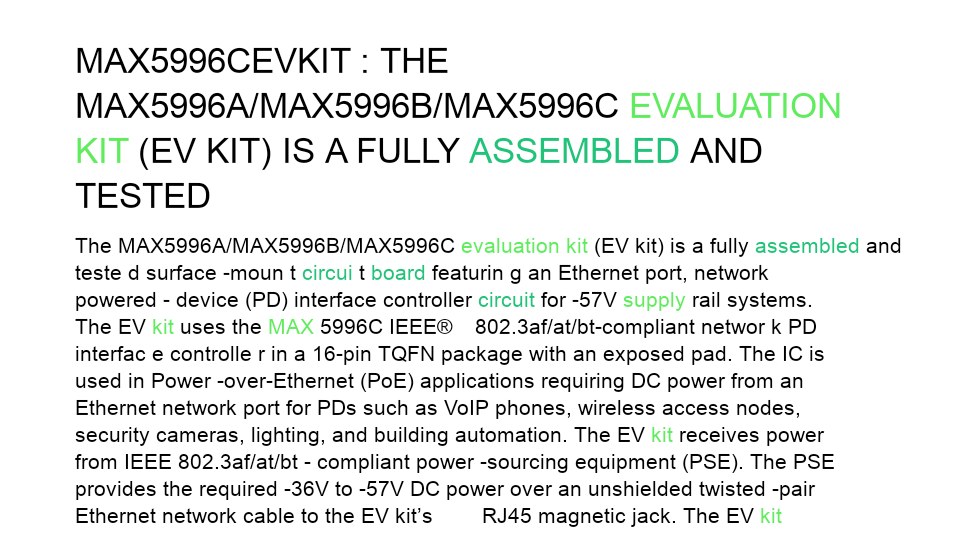 MAX5996CEVKIT : THE
MAX5996A/MAX5996B/MAX5996C EVALUATION
KIT (EV KIT) IS A FULLY ASSEMBLED AND
TESTED
The MAX5996A/MAX5996B/MAX5996C evaluation kit (EV kit) is a fully assembled and
teste d surface -moun t circui t board featurin g an Ethernet port, network
powered - device (PD) interface controller circuit for -57V supply rail systems.
The EV kit uses the MAX 5996C IEEE® 802.3af/at/bt-compliant networ k PD
interfac e controlle r in a 16-pin TQFN package with an exposed pad. The IC is
used in Power -over-Ethernet (PoE) applications requiring DC power from an
Ethernet network port for PDs such as VoIP phones, wireless access nodes,
security cameras, lighting, and building automation. The EV kit receives power
from IEEE 802.3af/at/bt - compliant power -sourcing equipment (PSE). The PSE
provides the required -36V to -57V DC power over an unshielded twisted -pair
Ethernet network cable to the EV kit’s RJ45 magnetic jack. The EV kit